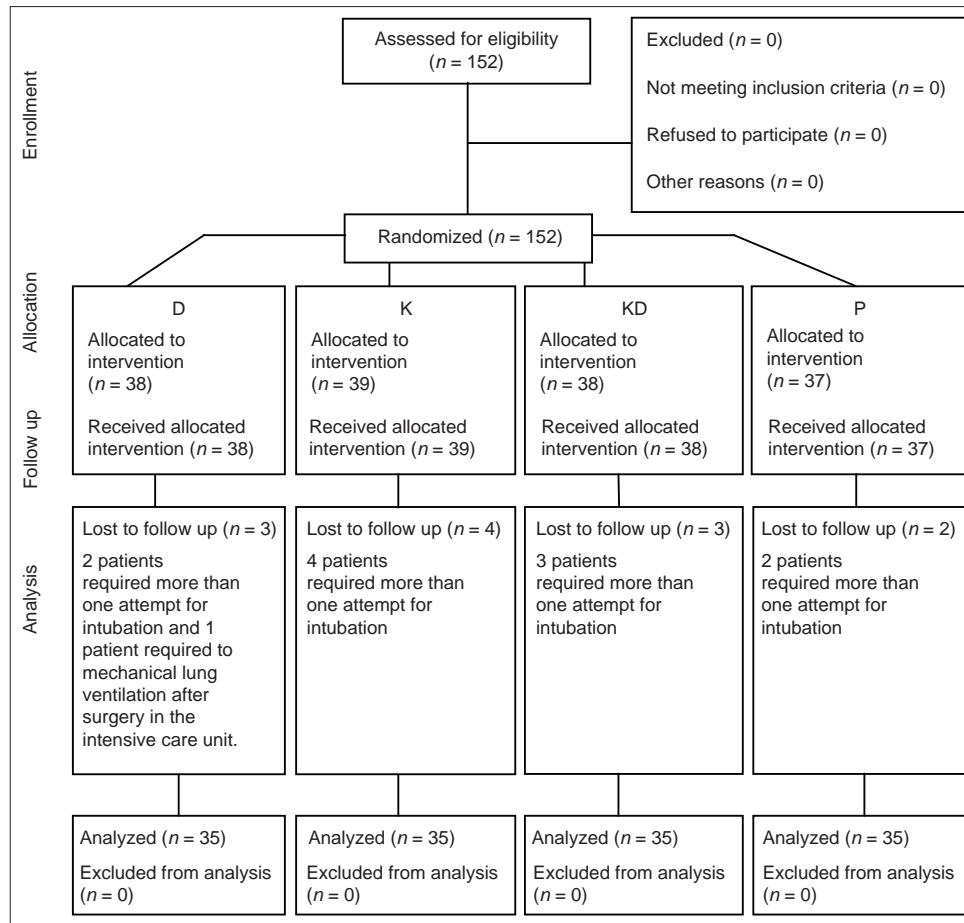 Enrollment
Assessed for eligibility
(n = 152)
Excluded (n = 0)
Not meeting inclusion criteria (n = 0)
Refused to participate (n = 0)
Other reasons (n = 0)
Randomized (n = 152)
Allocation
D
Allocated to
intervention
(n = 38)
Received allocated
intervention (n = 38)
K
Allocated to
intervention
(n = 39)
Received allocated
intervention (n = 39)
KD
Allocated to
intervention
(n = 38)
Received allocated
intervention (n = 38)
P
Allocated to
intervention
(n = 37)
Received allocated
intervention (n = 37)
Follow up
Lost to follow up (n = 3)
2 patients
required more than
one attempt for
intubation and 1
patient required to
mechanical lung
ventilation after
surgery in the
intensive care unit.
Lost to follow up (n = 4)
4 patients
required more than
one attempt for
intubation
Lost to follow up (n = 3)
3 patients
required more than
one attempt for
intubation
Lost to follow up (n = 2)
2 patients
required more than
one attempt for
intubation
Analysis
Analyzed (n = 35)
Excluded from analysis
(n = 0)
Analyzed (n = 35)
Excluded from analysis
(n = 0)
Analyzed (n = 35)
Excluded from analysis
(n = 0)
Analyzed (n = 35)
Excluded from analysis
(n = 0)